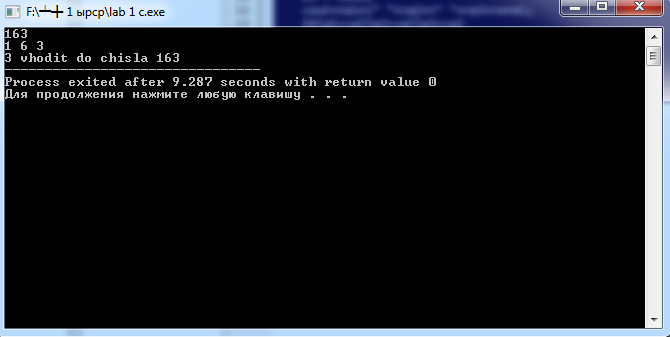 F:\┴┼ 1 ырср\lab 1 c.exe
163
1 6 3
3 vhodit do chisla 163
--------------------------------
Process exited after 9.287 seconds with return value 0
Для продолжения нажмите любую клавишу . . .